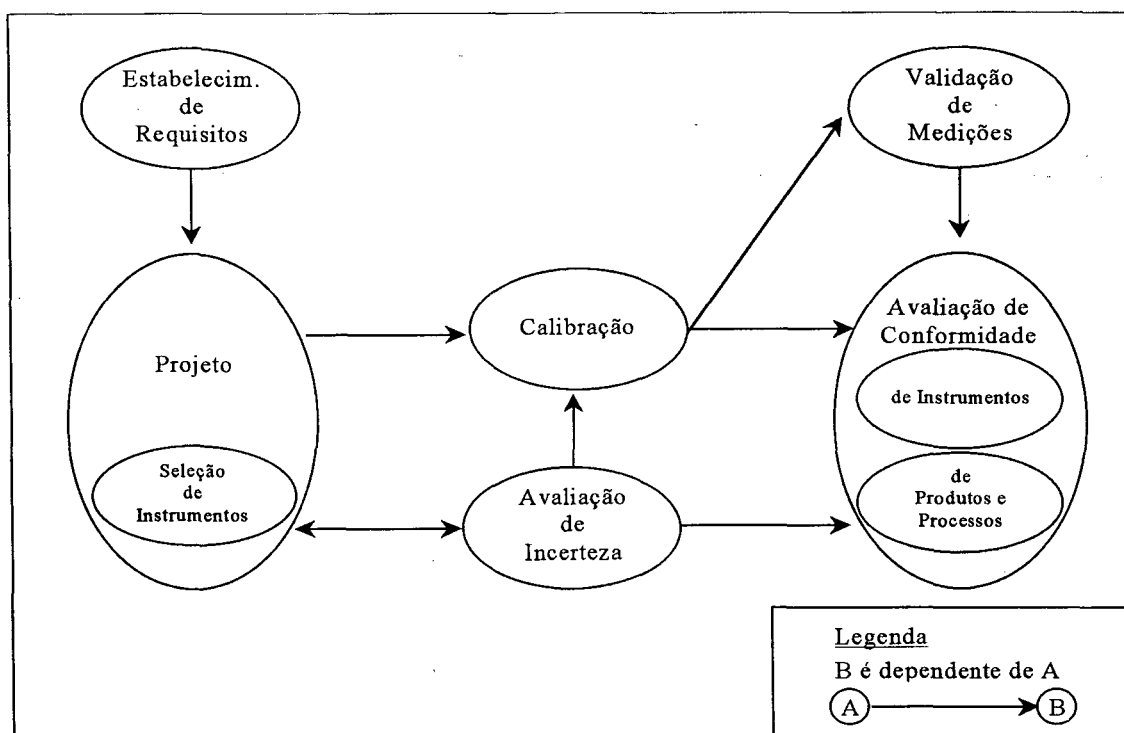 Estabelecim.
de
Requisitos
Validação
de
Medições
Projeto
Seleção
de
Instrumentos
Calibração
Avaliação
de
Incerteza
Avaliação de
Conformidade
de Instrumentos
de
Produtos e
Processos
Legenda
B é dependente de A
A
B